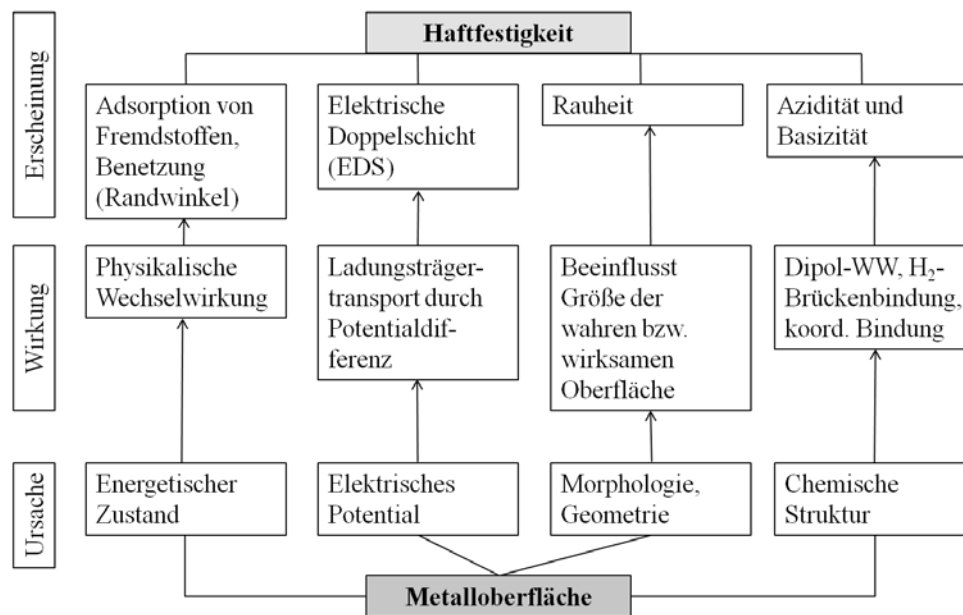 Haftfestigkeit
Erscheinung
Adsorption von
Fremdstoffen,
Benetzung
(Randwinkel)
Elektrische
Doppelschicht
(EDS)
Rauheit
Azidität und
Basizität
Wirkung
Physikalische
Wechselwirkung
Ladungsträger-
transport durch
Potentialdif-
ferenz
Beeinflusst
Größe der
wahren bzw.
wirksamen
Oberfläche
Dipol-WW, H₂-
Brückenbindung,
koord. Bindung
Ursache
Energetischer
Zustand
Elektrisches
Potential
Morphologie,
Geometrie
Chemische
Struktur
Metalloberfläche